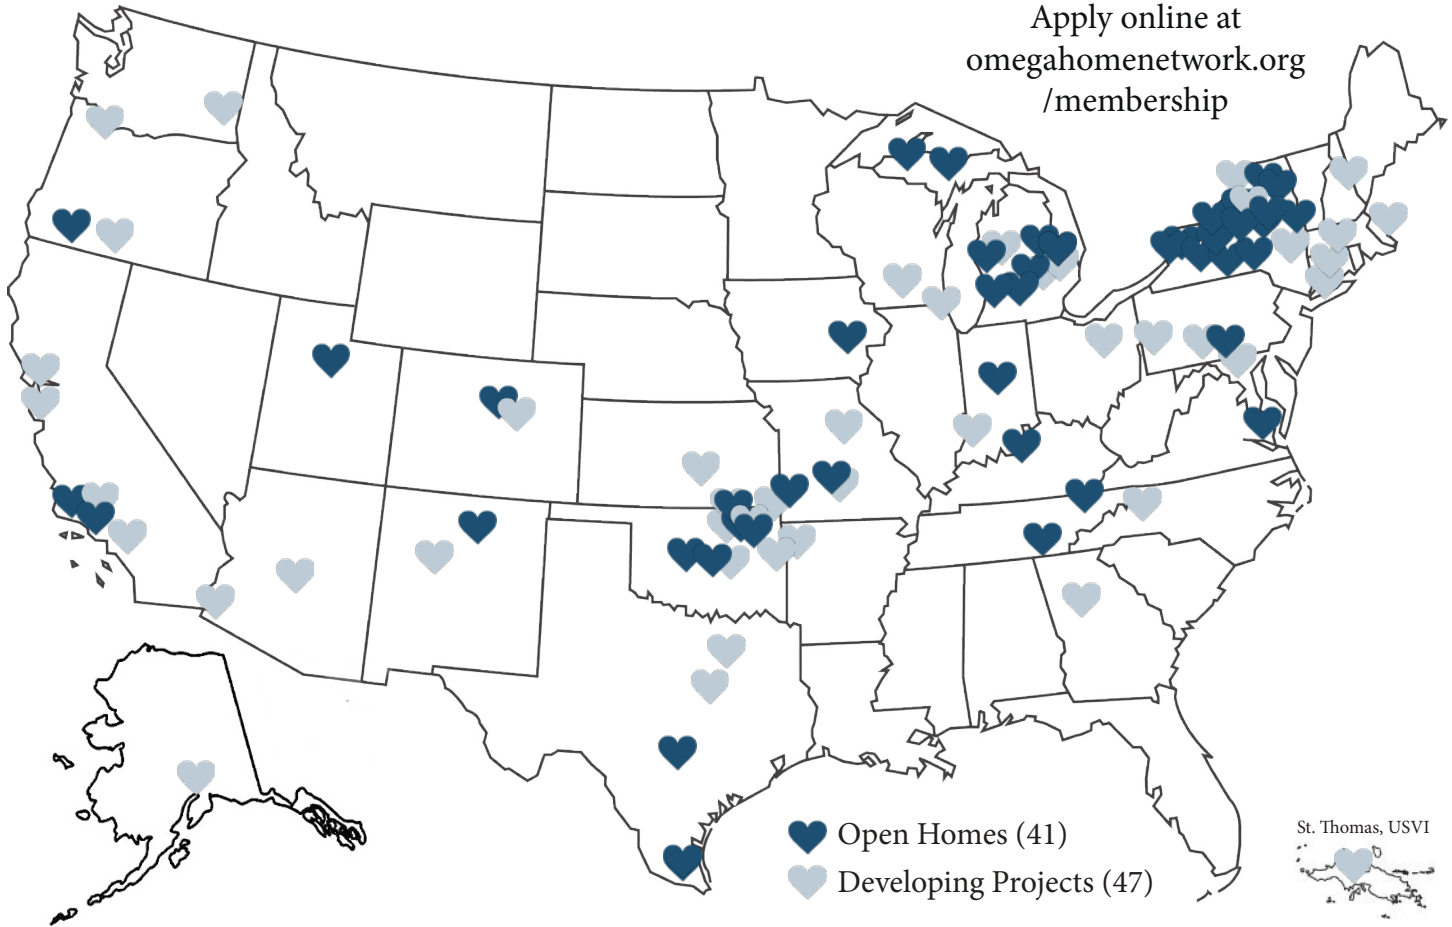 Apply online at
omegahomenetwork.org
/membership
Open Homes (41)
Developing Projects (47)
St. Thomas, USVI